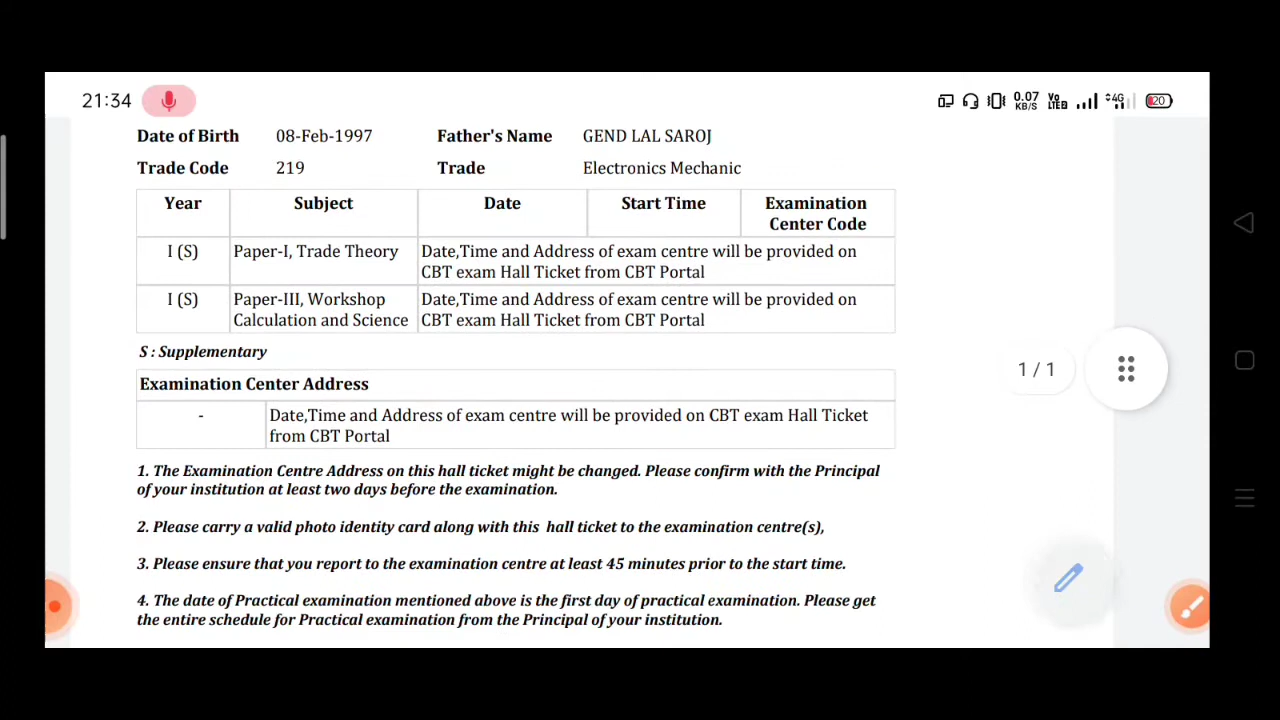 21:34
0.07 KB/S Vo LTE2 4G 20
Date of Birth 08-Feb-1997 Father's Name GEND LAL SAROJ
Trade Code 219 Trade Electronics Mechanic
Year Subject Date Start Time Examination
Center Code
I (S) Paper-I, Trade Theory Date,Time and Address of exam centre will be provided on
CBT exam Hall Ticket from CBT Portal
I (S) Paper-III, Workshop Date,Time and Address of exam centre will be provided on
Calculation and Science CBT exam Hall Ticket from CBT Portal
S : Supplementary
1 / 1
Examination Center Address
- Date,Time and Address of exam centre will be provided on CBT exam Hall Ticket
from CBT Portal
1. The Examination Centre Address on this hall ticket might be changed. Please confirm with the Principal
of your institution at least two days before the examination.
2. Please carry a valid photo identity card along with this hall ticket to the examination centre(s),
3. Please ensure that you report to the examination centre at least 45 minutes prior to the start time.
4. The date of Practical examination mentioned above is the first day of practical examination. Please get
the entire schedule for Practical examination from the Principal of your institution.